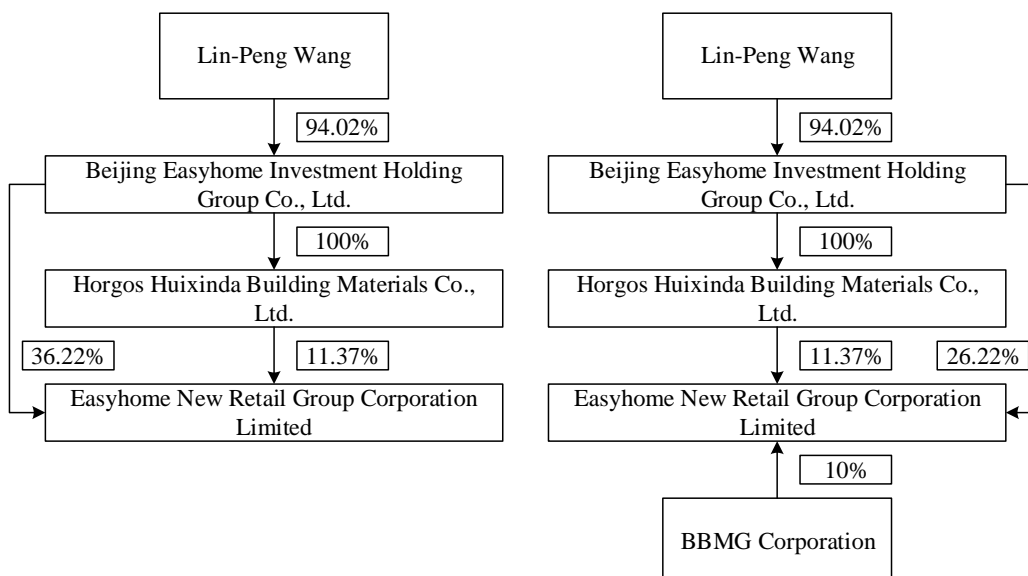 Lin-Peng Wang
94.02%
Beijing Easyhome Investment Holding
Group Co., Ltd.
100%
Horgos Huixinda Building Materials Co.,
Ltd.
36.22%
11.37%
Easyhome New Retail Group Corporation
Limited
Lin-Peng Wang
94.02%
Beijing Easyhome Investment Holding
Group Co., Ltd.
100%
Horgos Huixinda Building Materials Co.,
Ltd.
11.37%
26.22%
Easyhome New Retail Group Corporation
Limited
10%
BBMG Corporation